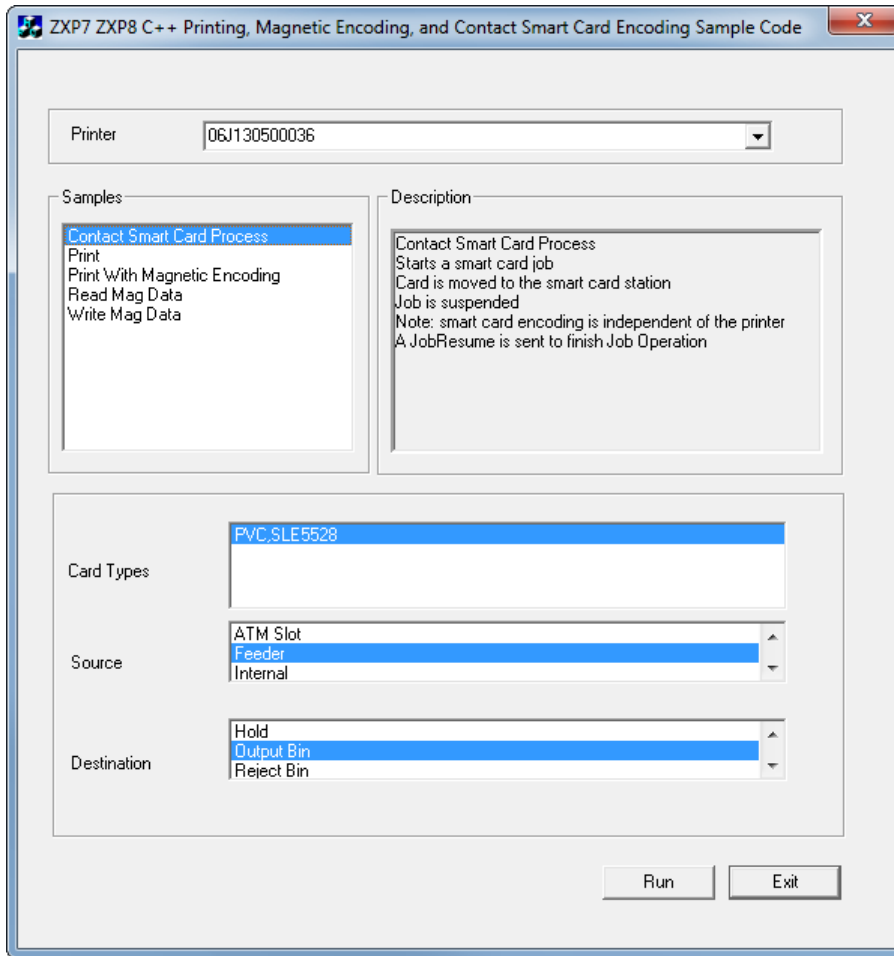 ZXP7 ZXP8 C++ Printing, Magnetic Encoding, and Contact Smart Card Encoding Sample Code
Printer
06J130500036
Samples
Contact Smart Card Process
Print
Print With Magnetic Encoding
Read Mag Data
Write Mag Data
Description
Contact Smart Card Process
Starts a smart card job
Card is moved to the smart card station
Job is suspended
Note: smart card encoding is independent of the printer
A JobResume is sent to finish Job Operation
Card Types
PVC,SLE5528
Source
ATM Slot
Feeder
Internal
Destination
Hold
Output Bin
Reject Bin
Run
Exit